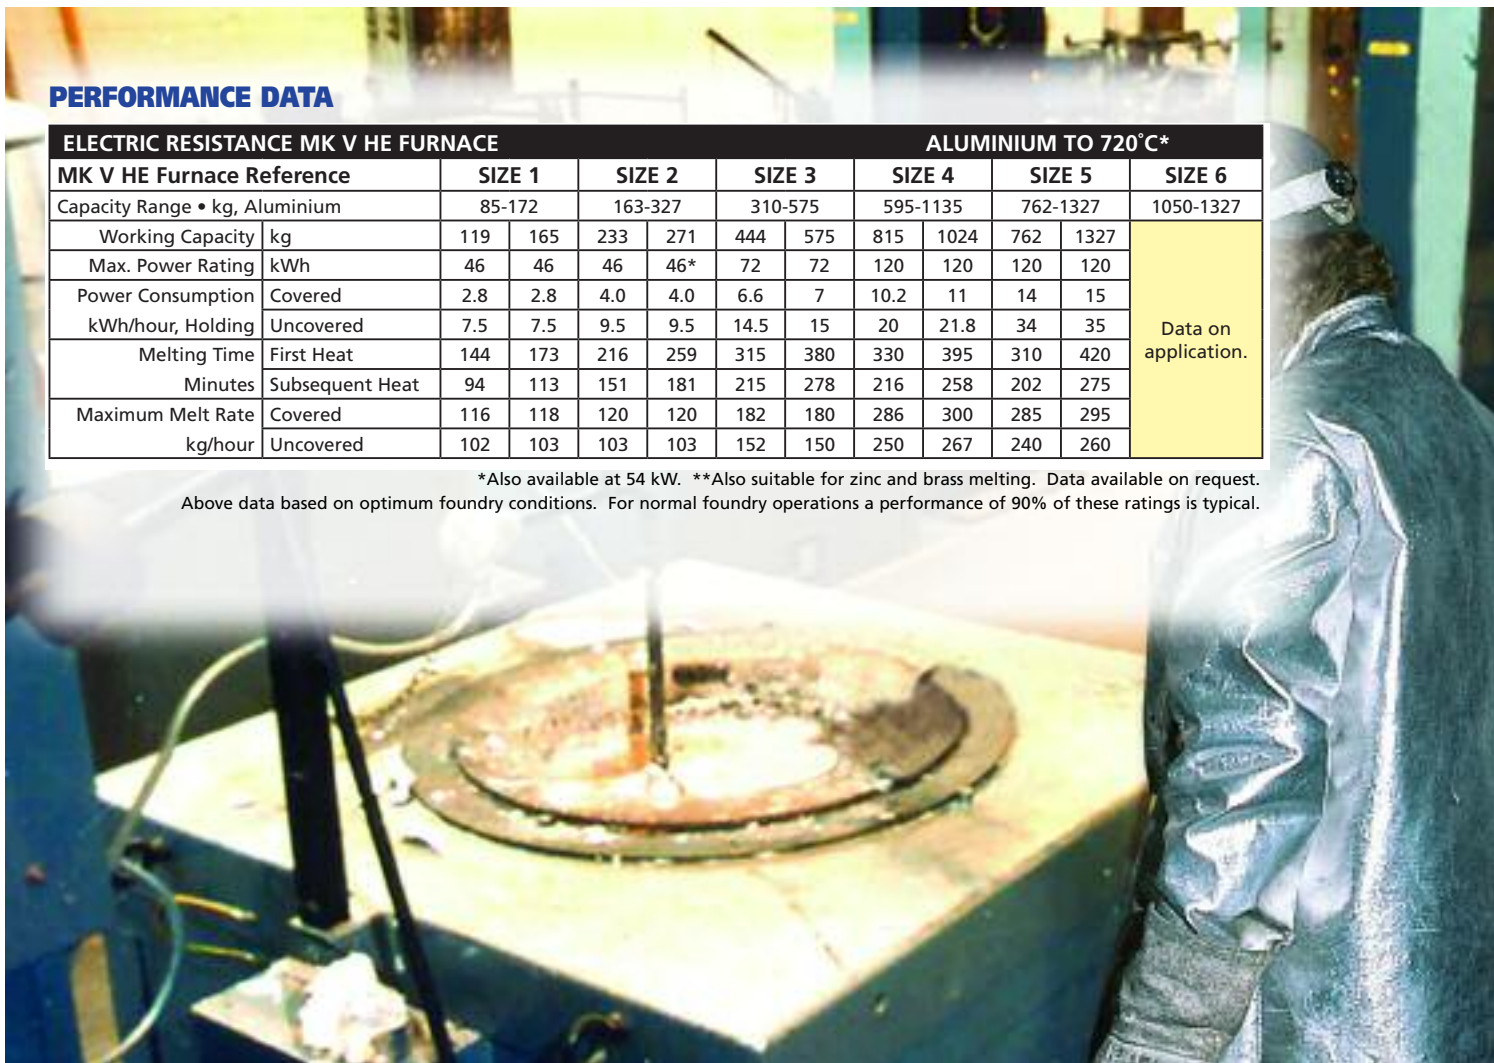 PERFORMANCE DATA
ELECTRIC RESISTANCE MK V HE FURNACE ALUMINIUM TO 720˚C*
MK V HE Furnace Reference SIZE 1 SIZE 2 SIZE 3 SIZE 4 SIZE 5 SIZE 6
Capacity Range • kg, Aluminium 85-172 163-327 310-575 595-1135 762-1327 1050-1327
Working Capacity kg 119 165 233 271 444 575 815 1024 762 1327
Max. Power Rating kWh 46 46 46 46* 72 72 120 120 120 120
Power Consumption Covered 2.8 2.8 4.0 4.0 6.6 7 10.2 11 14 15
kWh/hour, Holding Uncovered 7.5 7.5 9.5 9.5 14.5 15 20 21.8 34 35
Data on
application.
Melting Time First Heat 144 173 216 259 315 380 330 395 310 420
Minutes Subsequent Heat 94 113 151 181 215 278 216 258 202 275
Maximum Melt Rate Covered 116 118 120 120 182 180 286 300 285 295
kg/hour Uncovered 102 103 103 103 152 150 250 267 240 260
*Also available at 54 kW. **Also suitable for zinc and brass melting. Data available on request.
Above data based on optimum foundry conditions. For normal foundry operations a performance of 90% of these ratings is typical.